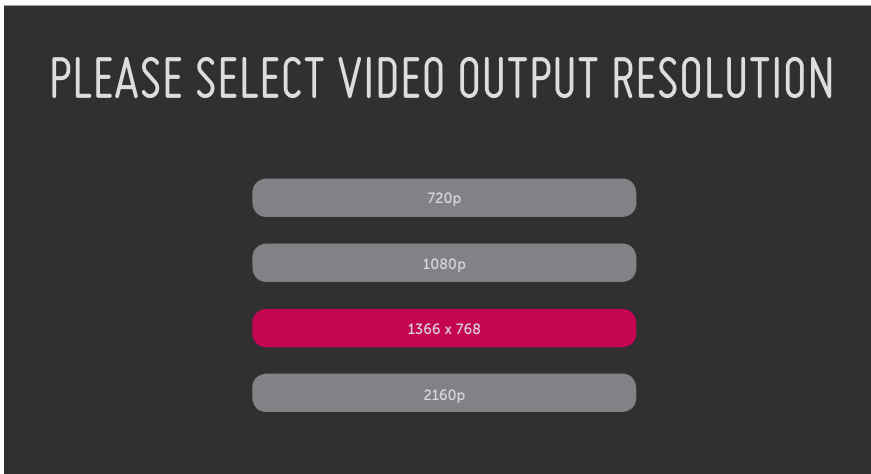 PLEASE SELECT VIDEO OUTPUT RESOLUTION
720p
1080p
1366 x 768
2160p